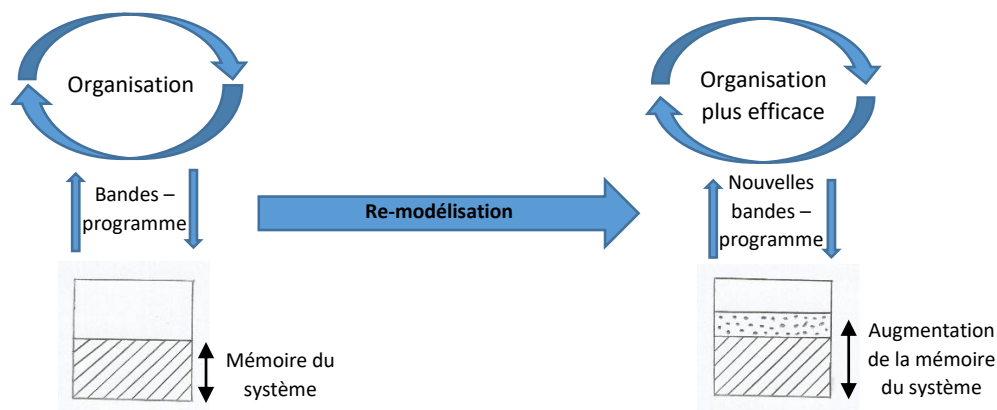 Organisation
Bandes –
programme
Mémoire du
système
Re-modélisation
Organisation
plus efficace
Nouvelles
bandes –
programme
Augmentation
de la mémoire
du système